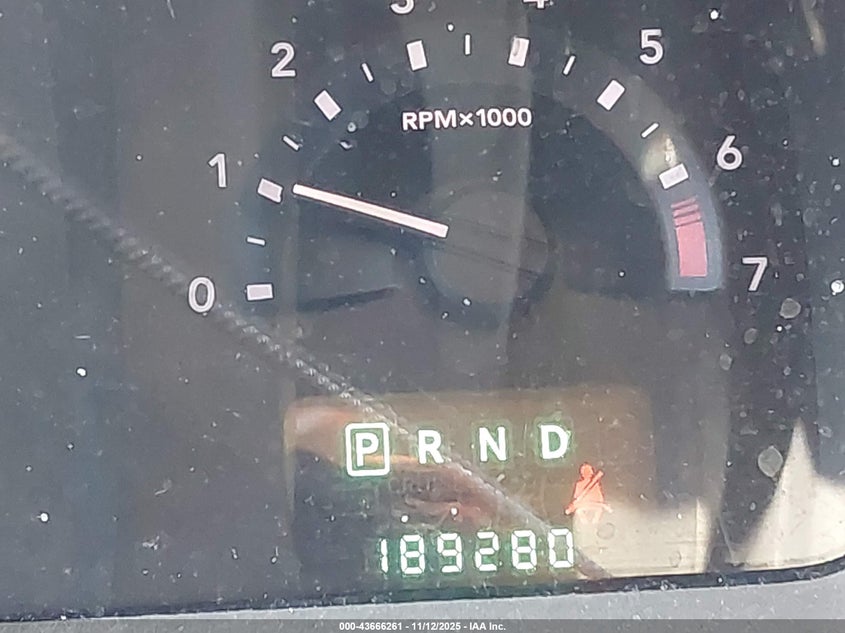 0 1 2 3 4 5 6 7
RPM×1000
P R N D
189280
000-43666261 - 11/12/2025 - IAA Inc.